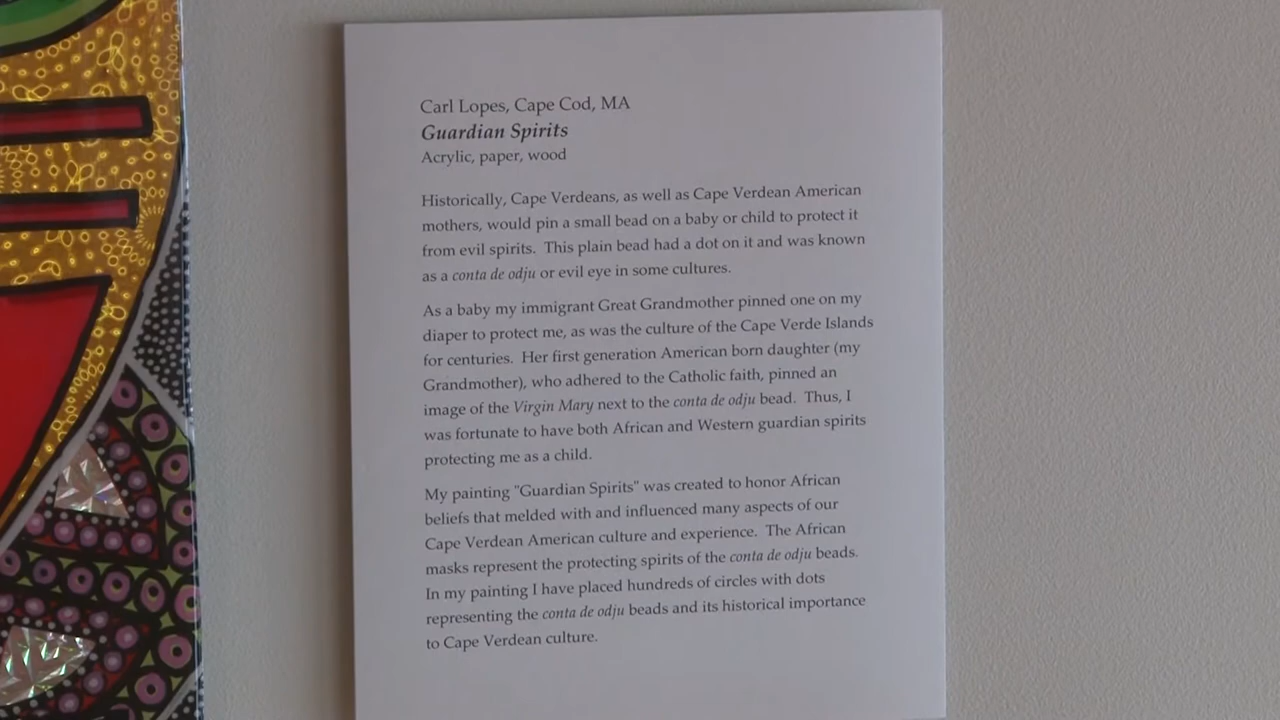 Carl Lopes, Cape Cod, MA
Guardian Spirits
Acrylic, paper, wood
Historically, Cape Verdeans, as well as Cape Verdean American
mothers, would pin a small bead on a baby or child to protect it
from evil spirits.  This plain bead had a dot on it and was known
as a conta de odju or evil eye in some cultures.
As a baby my immigrant Great Grandmother pinned one on my
diaper to protect me, as was the culture of the Cape Verde Islands
for centuries.  Her first generation American born daughter (my
Grandmother), who adhered to the Catholic faith, pinned an
image of the Virgin Mary next to the conta de odju bead.  Thus, I
was fortunate to have both African and Western guardian spirits
protecting me as a child.
My painting "Guardian Spirits" was created to honor African
beliefs that melded with and influenced many aspects of our
Cape Verdean American culture and experience.  The African
masks represent the protecting spirits of the conta de odju beads.
In my painting I have placed hundreds of circles with dots
representing the conta de odju beads and its historical importance
to Cape Verdean culture.